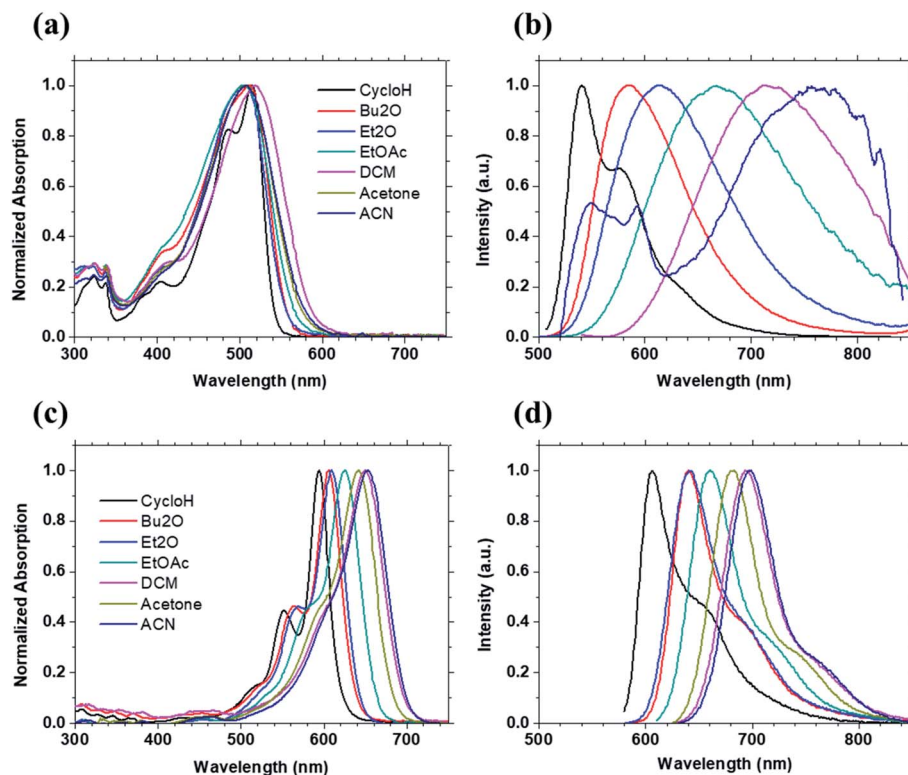 (a)
(b)
Normalized Absorption
1.0
0.8
0.6
0.4
0.2
0.0
CycloH
Bu2O
Et2O
EtOAc
DCM
Acetone
ACN
300 400 500 600 700
Wavelength (nm)
Intensity (a.u.)
1.0
0.8
0.6
0.4
0.2
0.0
500 600 700 800
Wavelength (nm)
(c)
(d)
Normalized Absorption
1.0
0.8
0.6
0.4
0.2
0.0
CycloH
Bu2O
Et2O
EtOAc
DCM
Acetone
ACN
300 400 500 600 700
Wavelength (nm)
Intensity (a.u.)
1.0
0.8
0.6
0.4
0.2
0.0
500 600 700 800
Wavelength (nm)